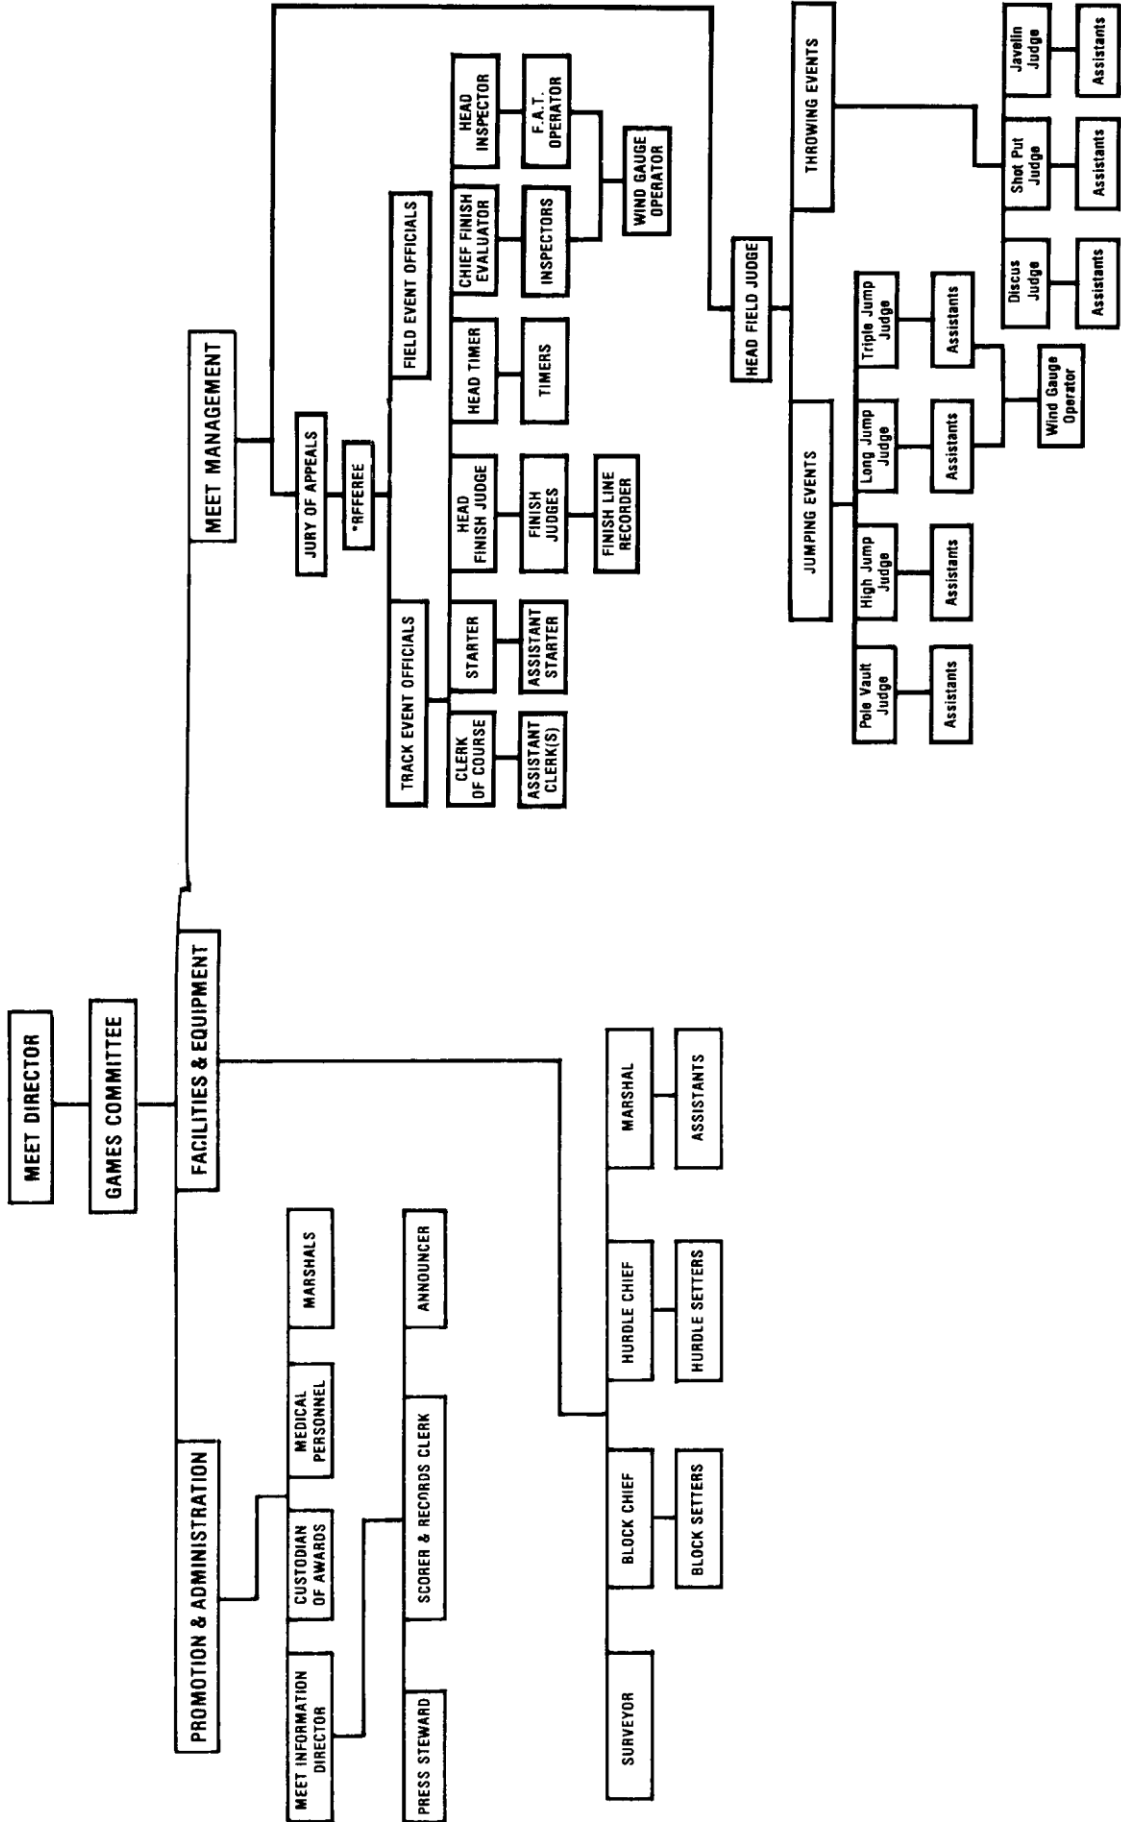 MEET DIRECTOR
GAMES COMMITTEE
PROMOTION & ADMINISTRATION
FACILITIES & EQUIPMENT
MEET MANAGEMENT
MEET INFORMATION
DIRECTOR
CUSTODIAN
OF AWARDS
MEDICAL
PERSONNEL
MARSHALS
PRESS STEWARD
SCORER & RECORDS CLERK
ANNOUNCER
SURVEYOR
BLOCK CHIEF
HURDLE CHIEF
MARSHAL
BLOCK SETTERS
HURDLE SETTERS
ASSISTANTS
JURY OF APPEALS
*RFFEREE
TRACK EVENT OFFICIALS
FIELD EVENT OFFICIALS
CLERK
OF COURSE
STARTER
HEAD
FINISH JUDGE
HEAD TIMER
CHIEF FINISH
EVALUATOR
HEAD
INSPECTOR
ASSISTANT
CLERK(S)
ASSISTANT
STARTER
FINISH
JUDGES
TIMERS
INSPECTORS
F.A.T.
OPERATOR
FINISH LINE
RECORDER
WIND GAUGE
OPERATOR
HEAD FIELD JUDGE
JUMPING EVENTS
THROWING EVENTS
Pole Vault
Judge
High Jump
Judge
Long Jump
Judge
Triple Jump
Judge
Assistants
Assistants
Assistants
Assistants
Wind Gauge
Operator
Discus
Judge
Shot Put
Judge
Javelin
Judge
Assistants
Assistants
Assistants